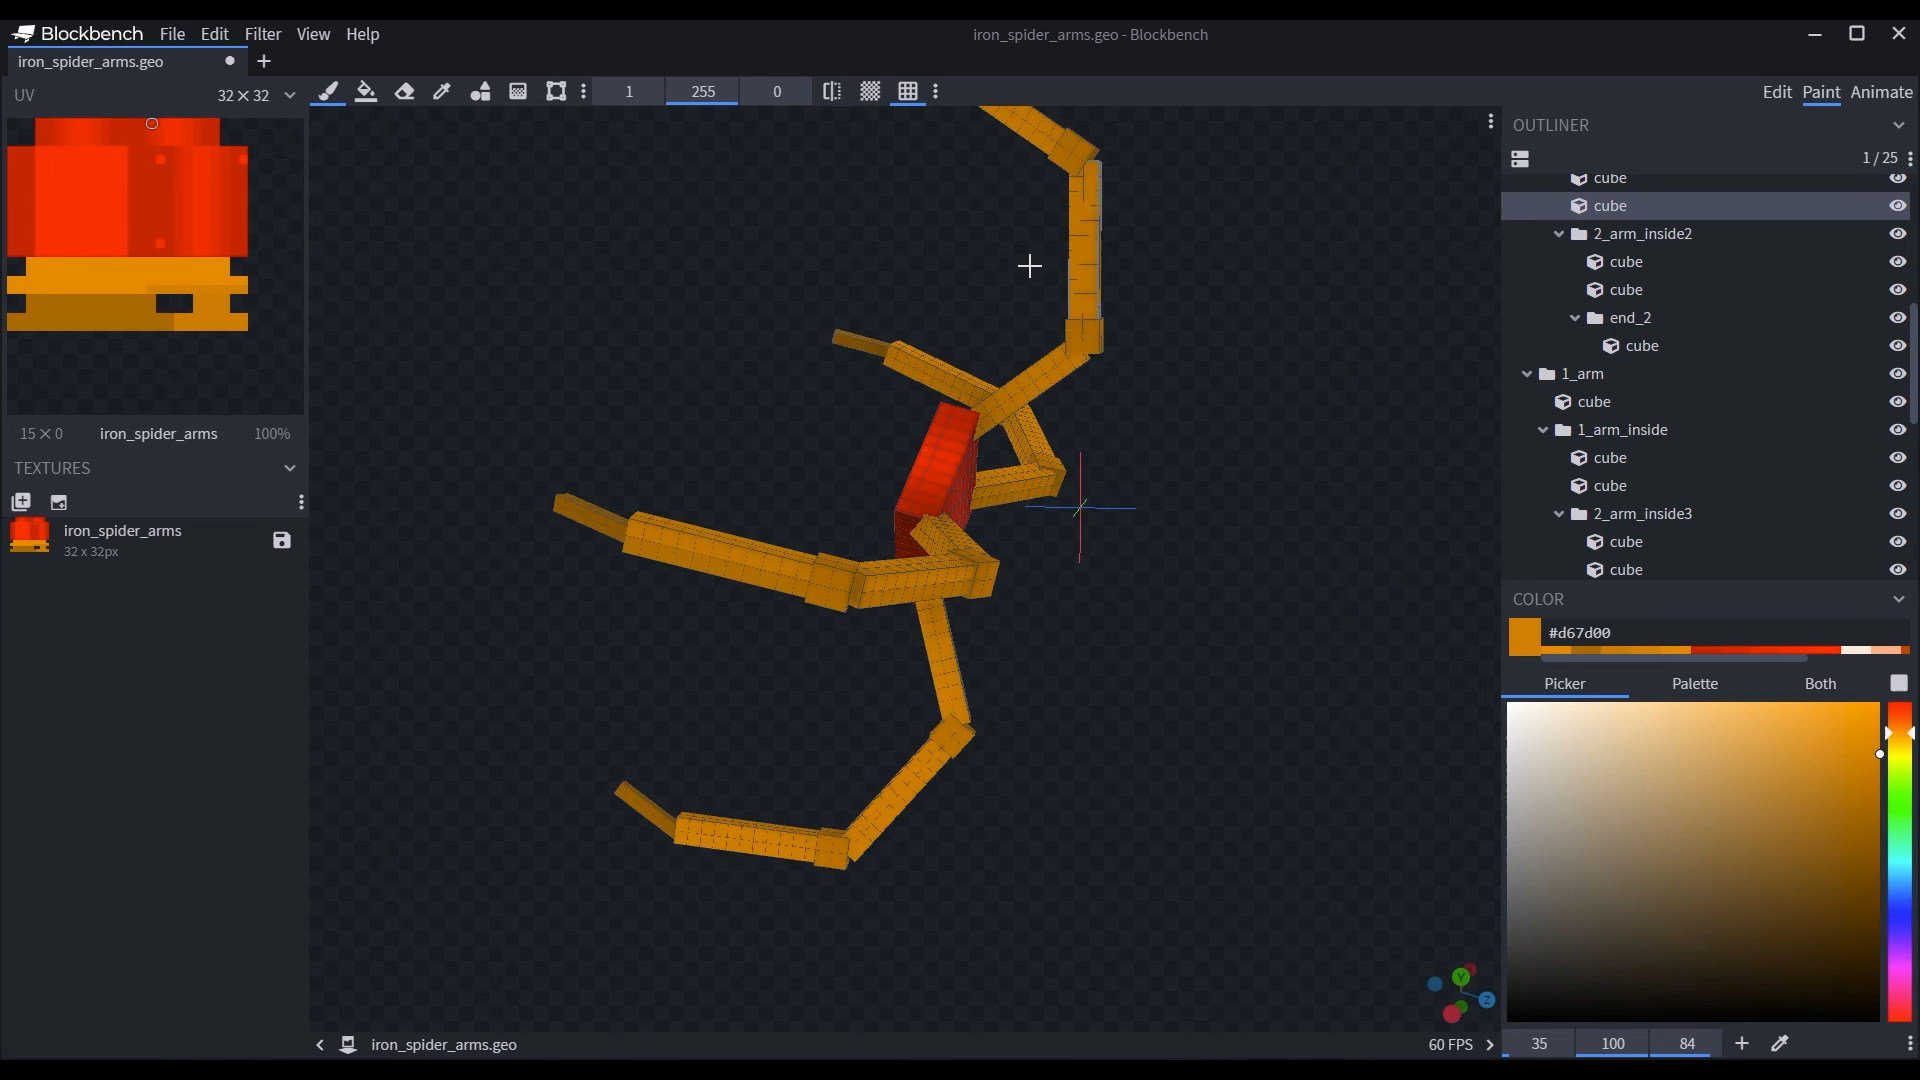 Blockbench File Edit Filter View Help
iron_spider_arms.geo - Blockbench
iron_spider_arms.geo
UV 32 × 32
1 255 0
Edit Paint Animate
OUTLINER
1 / 25
cube
cube
2_arm_inside2
cube
cube
end_2
cube
1_arm
cube
1_arm_inside
cube
cube
2_arm_inside3
cube
cube
15 × 0 iron_spider_arms 100%
TEXTURES
iron_spider_arms
32 x 32px
COLOR
#d67d00
Picker Palette Both
35 100 84
Y
Z
iron_spider_arms.geo
60 FPS